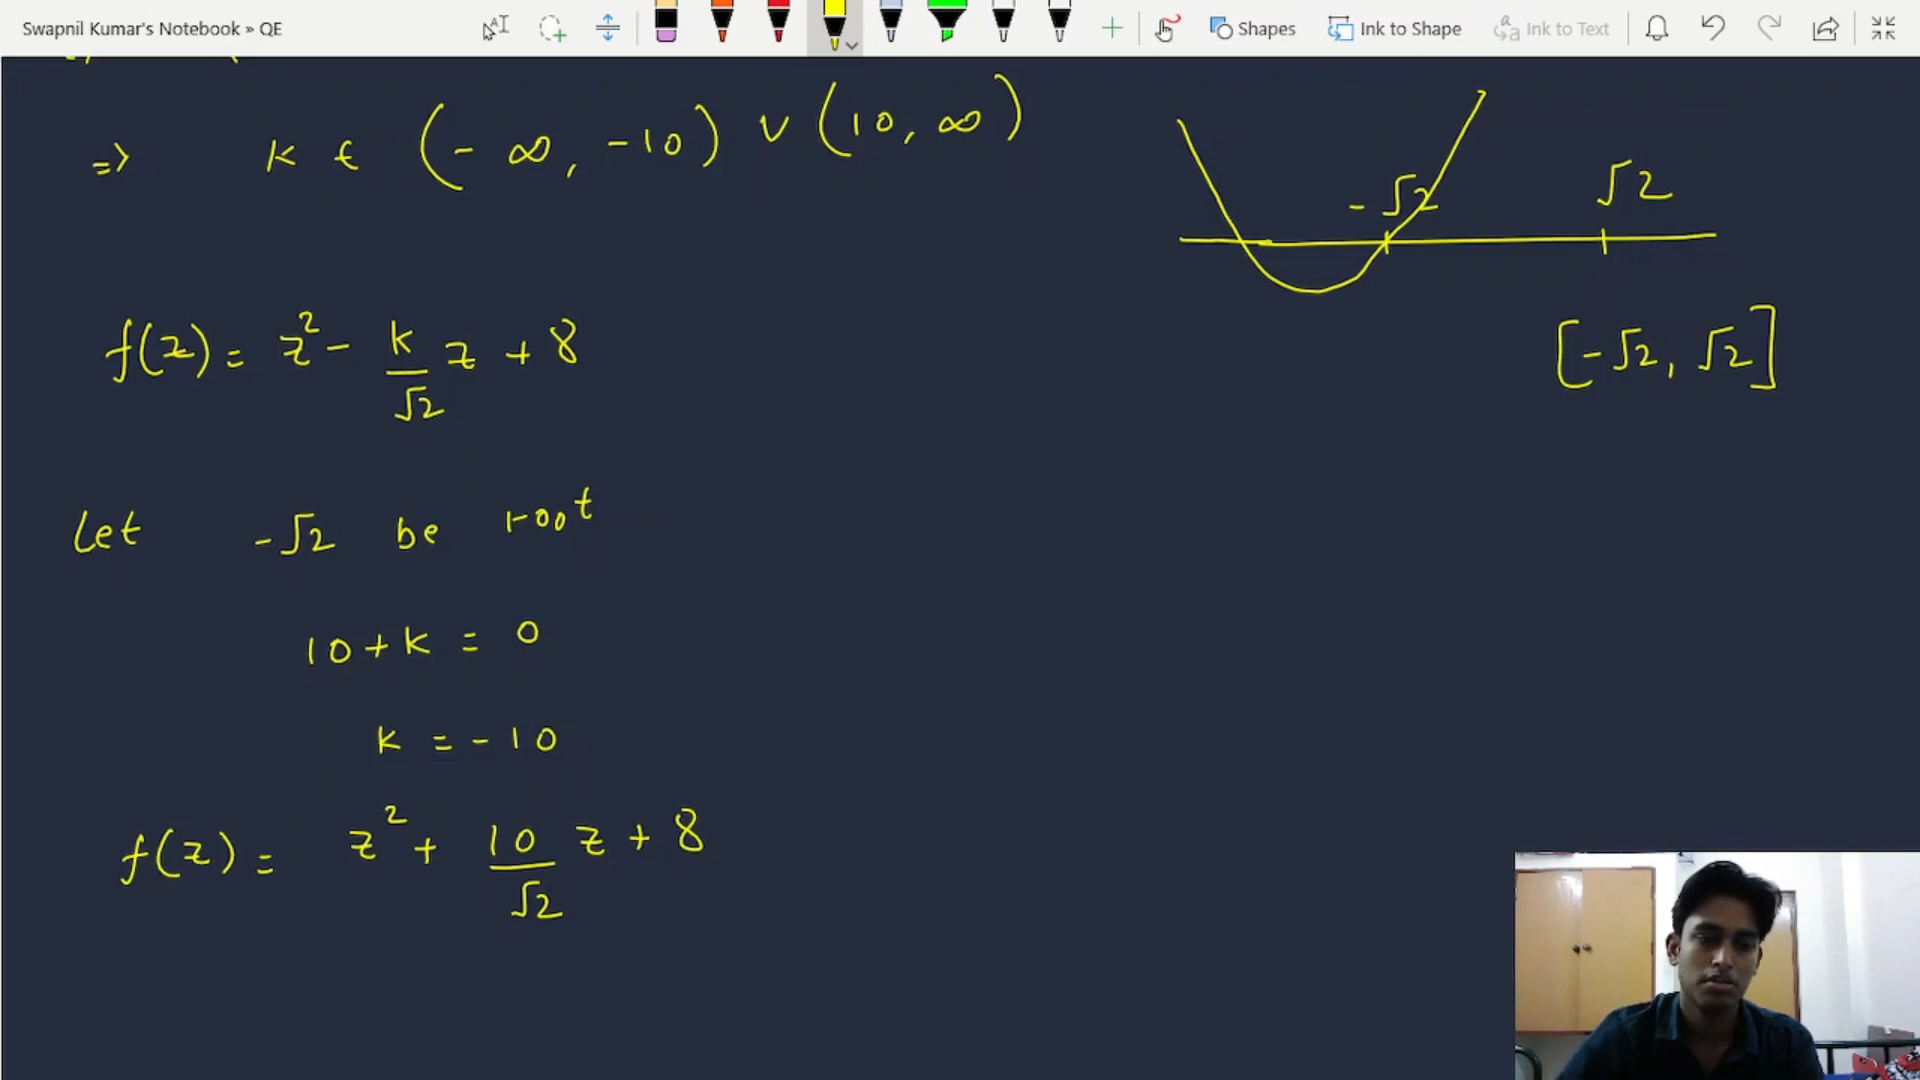 Swapnil Kumar's Notebook » QE
Shapes
Ink to Shape
Ink to Text
=> k ∈ (-∞, -10) ∪ (10, ∞)
-√2
√2
[-√2, √2]
f(z) = z² - k/√2 z + 8
Let -√2 be root
10 + k = 0
k = -10
f(z) = z² + 10/√2 z + 8